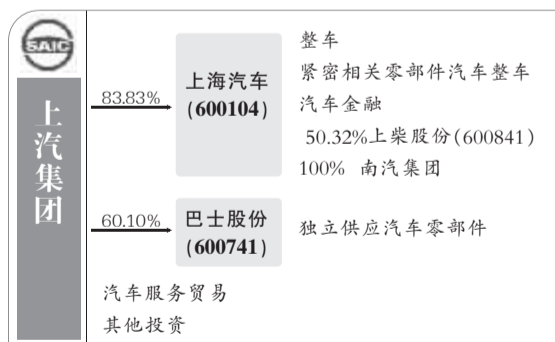 SAIC
上汽集团
83.83%
上海汽车
(600104)
整车
紧密相关零部件汽车整车
汽车金融
50.32%上柴股份(600841)
100% 南汽集团
60.10%
巴士股份
(600741)
独立供应汽车零部件
汽车服务贸易
其他投资